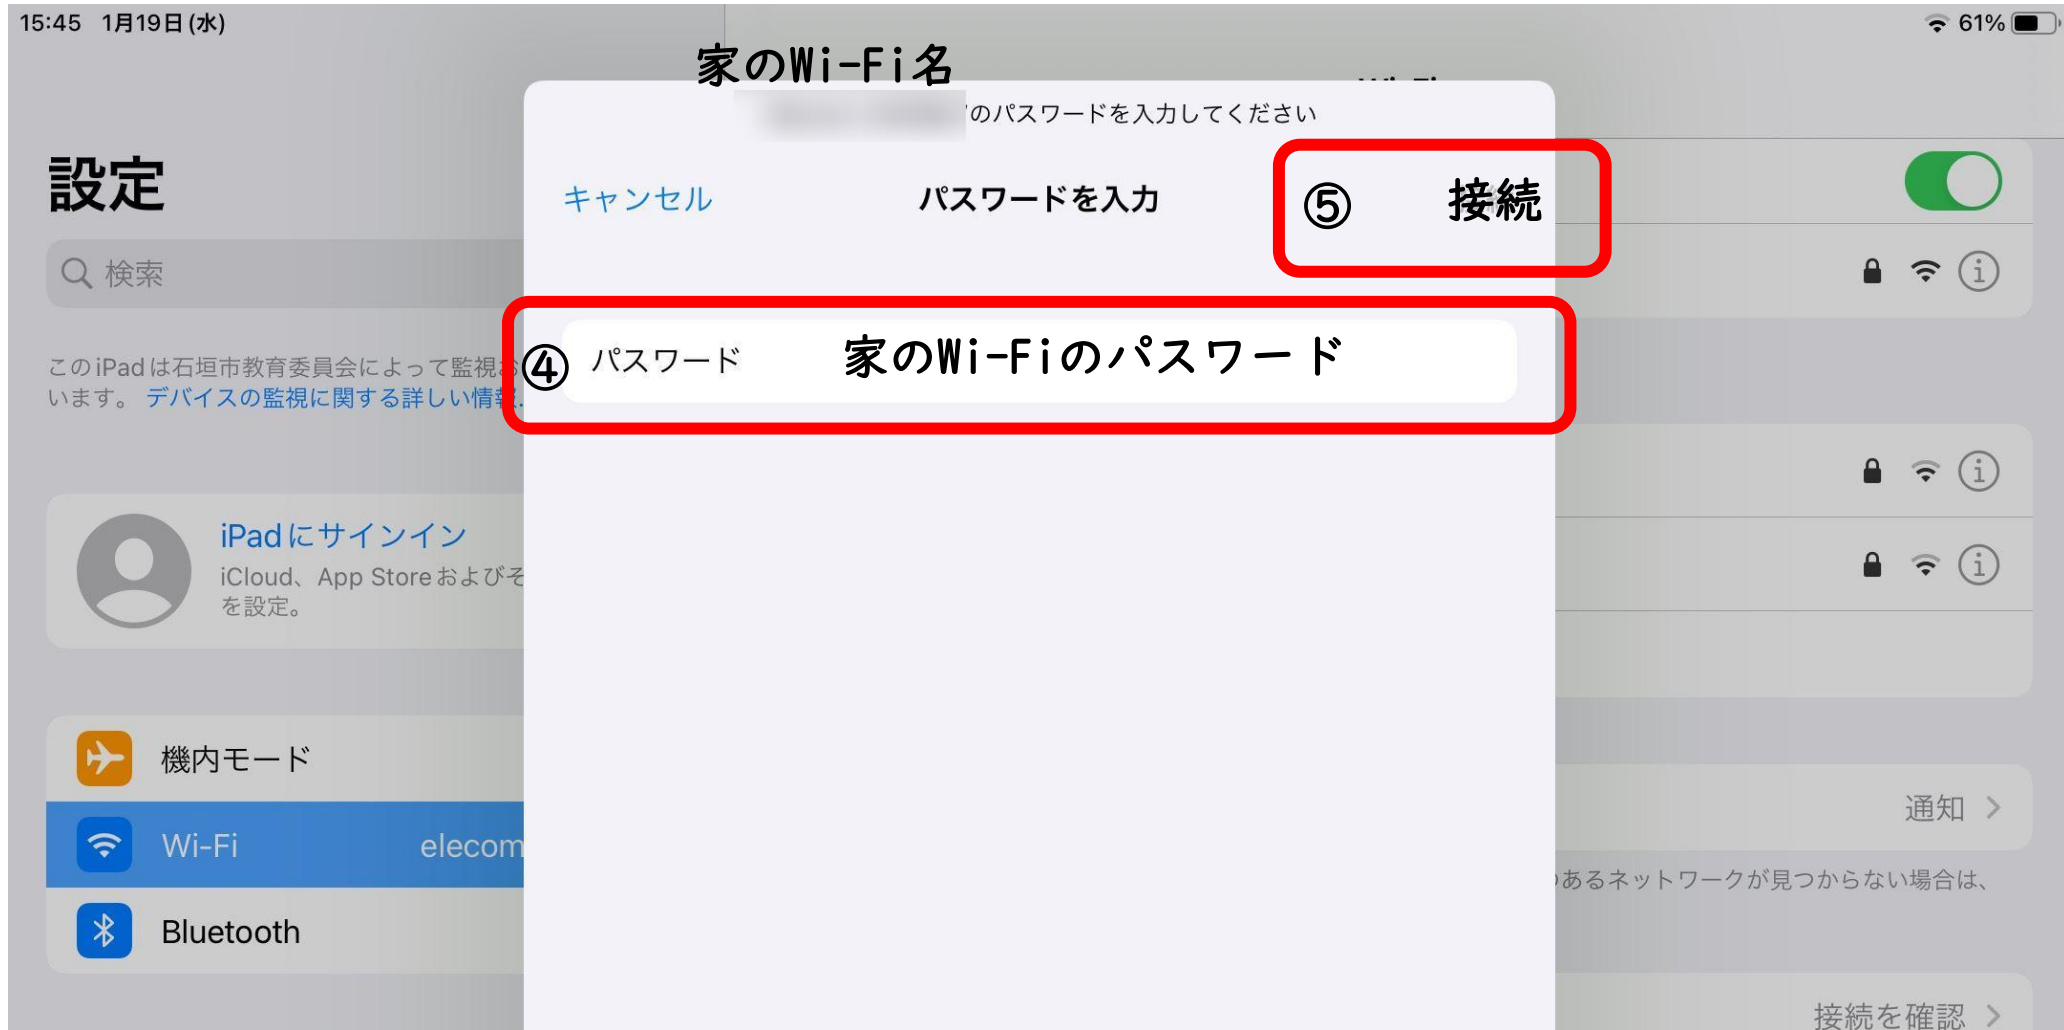 15:45 1月19日(水)
61%
家のWi-Fi名
のパスワードを入力してください
設定
キャンセル
パスワードを入力
⑤ 接続
検索
④ パスワード 家のWi-Fiのパスワード
このiPadは石垣市教育委員会によって監視お
います。 デバイスの監視に関する詳しい情報.
iPadにサインイン
iCloud、App Storeおよびそ
を設定。
機内モード
Wi-Fi elecom
Bluetooth
通知
あるネットワークが見つからない場合は、
接続を確認